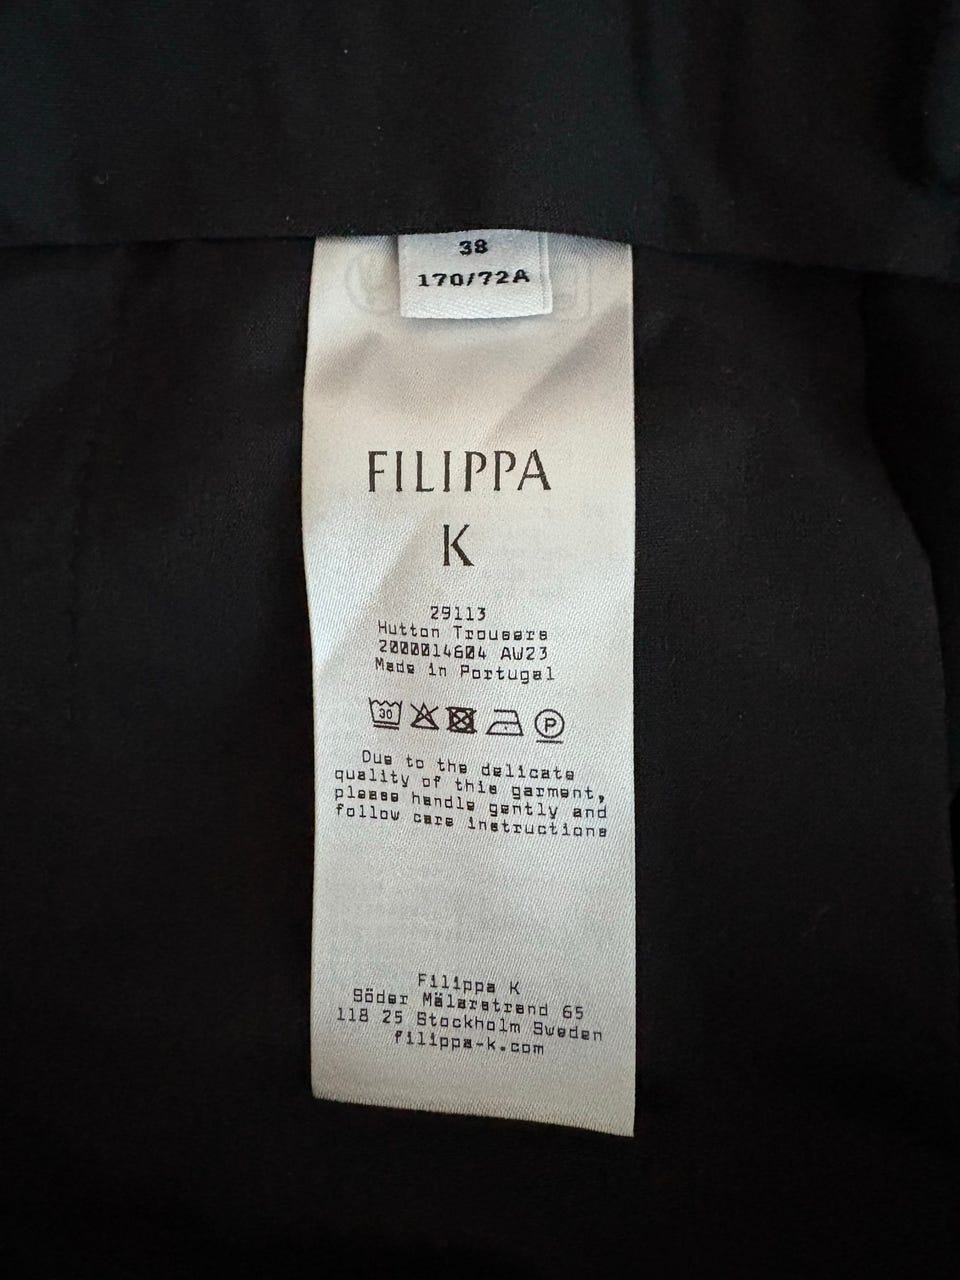 38
170/72A
FILIPPA
K
29113
Hutton Trousers
2000014604 AW23
Made in Portugal
30
P
Due to the delicate
quality of this garment,
please handle gently and
follow care instructions
Filippa K
Söder Mälarstrand 65
118 25 Stockholm Sweden
filippa-k.com